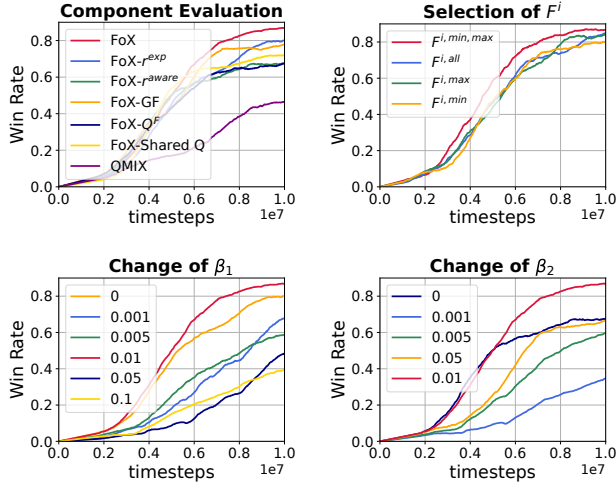 Component Evaluation
Win Rate
0.8
0.6
0.4
0.2
0.0
FoX
FoX-r^exp
FoX-r^aware
FoX-GF
FoX-Q^F
FoX-Shared Q
QMIX
0.0 0.2 0.4 0.6 0.8 1.0
timesteps
1e7
Selection of F^i
Win Rate
0.8
0.6
0.4
0.2
0.0
F^i,min,max
F^i,all
F^i,max
F^i,min
0.0 0.2 0.4 0.6 0.8 1.0
timesteps
1e7
Change of β₁
Win Rate
0.8
0.6
0.4
0.2
0.0
0
0.001
0.005
0.01
0.05
0.1
0.0 0.2 0.4 0.6 0.8 1.0
timesteps
1e7
Change of β₂
Win Rate
0.8
0.6
0.4
0.2
0.0
0
0.001
0.005
0.05
0.01
0.0 0.2 0.4 0.6 0.8 1.0
timesteps
1e7